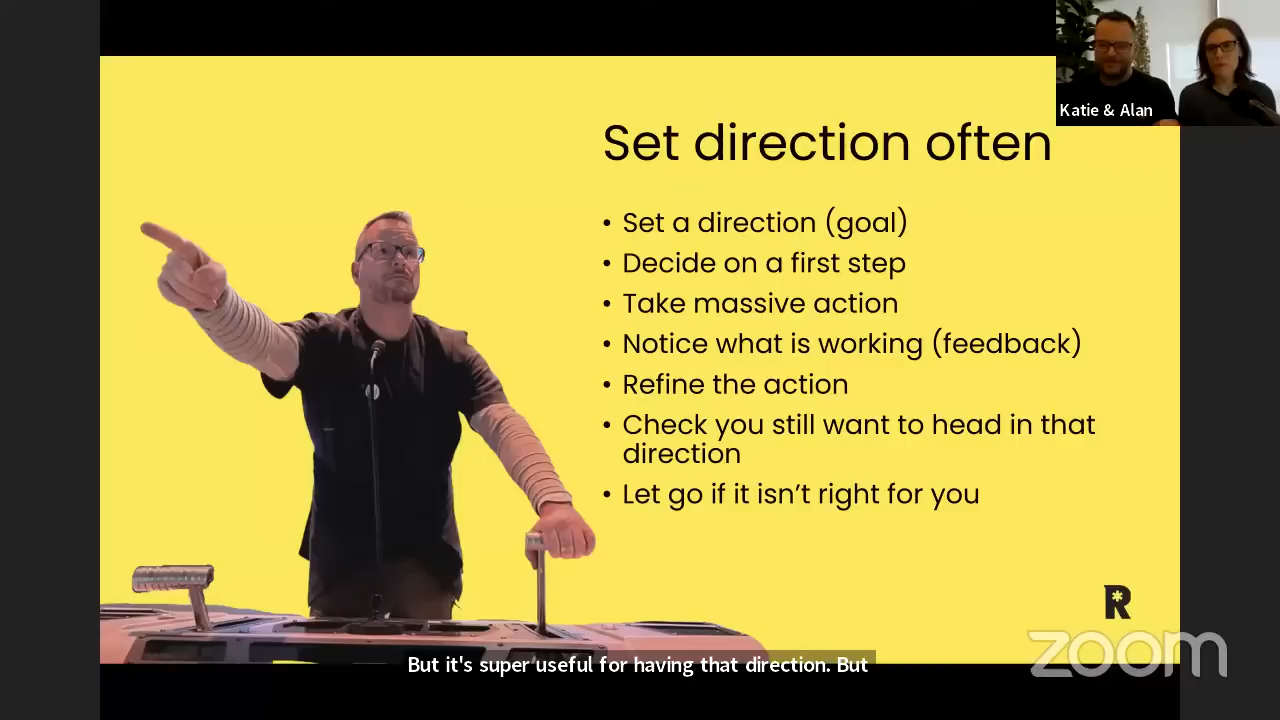 Katie & Alan
Set direction often
• Set a direction (goal)
• Decide on a first step
• Take massive action
• Notice what is working (feedback)
• Refine the action
• Check you still want to head in that
direction
• Let go if it isn’t right for you
R
zoom
But it's super useful for having that direction. But